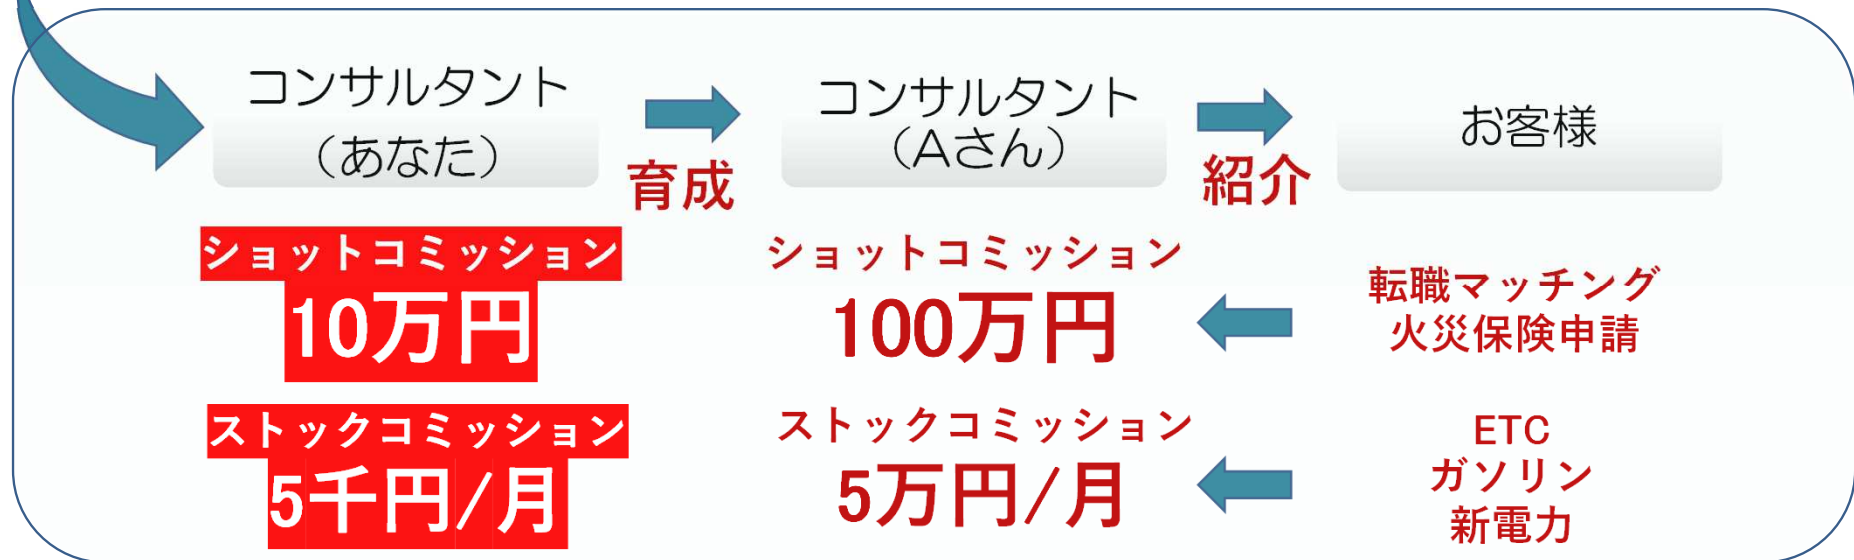 コンサルタント
（あなた）
育成
コンサルタント
（Aさん）
紹介
お客様
ショットコミッション
10万円
ショットコミッション
100万円
転職マッチング
火災保険申請
ストックコミッション
5千円/月
ストックコミッション
5万円/月
ETC
ガソリン
新電力